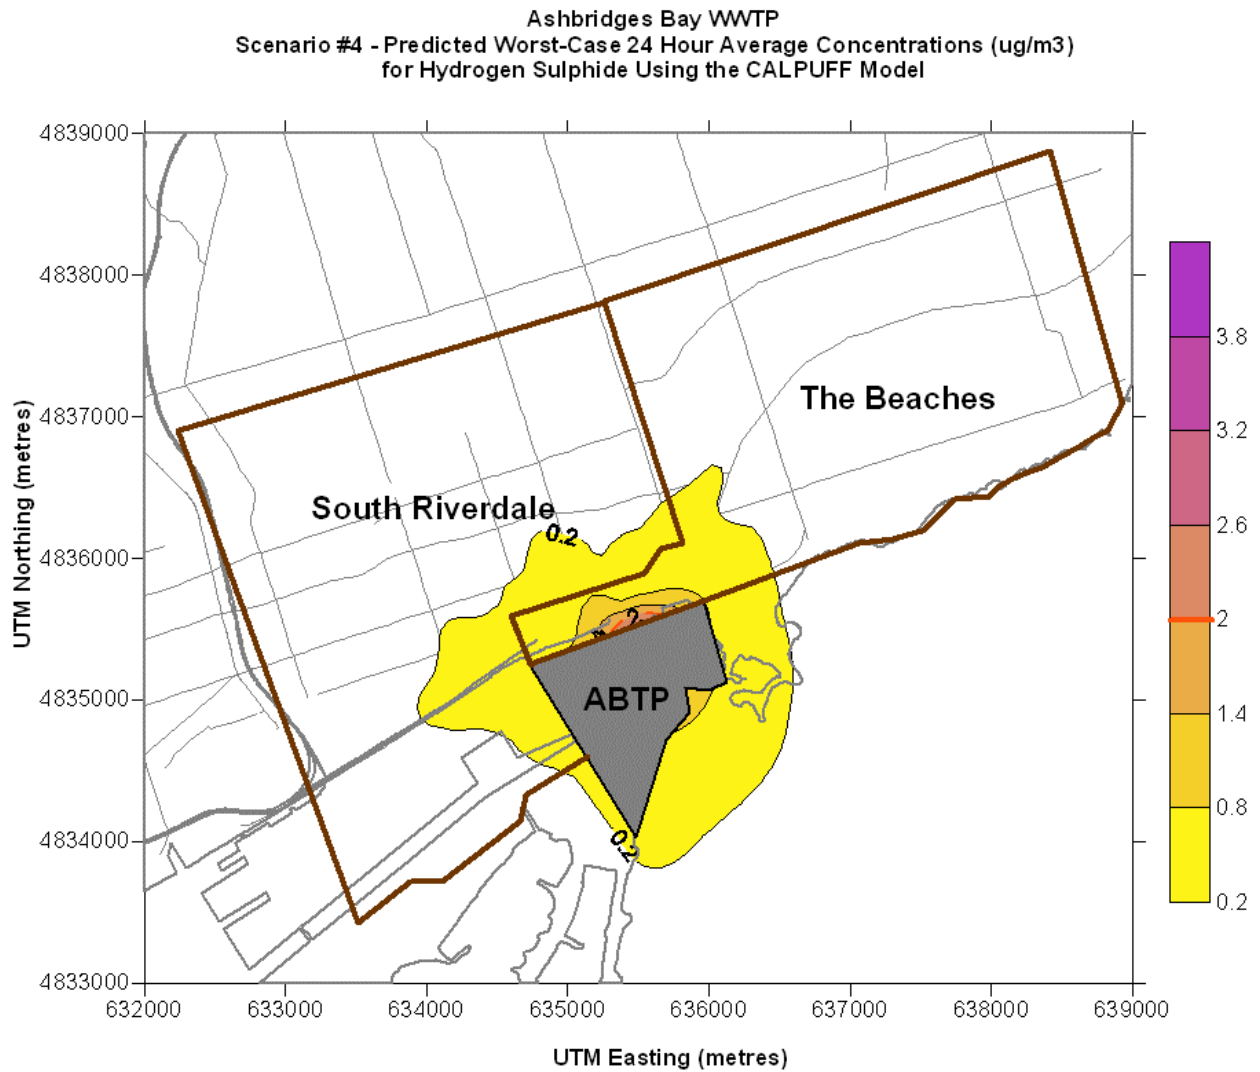 Ashbridges Bay WWTP
Scenario #4 - Predicted Worst-Case 24 Hour Average Concentrations (ug/m3)
for Hydrogen Sulphide Using the CALPUFF Model
4839000
4838000
4837000
4836000
4835000
4834000
4833000
UTM Northing (metres)
The Beaches
South Riverdale
0.2
2
ABTP
0.2
3.8
3.2
2.6
2
1.4
0.8
0.2
632000 633000 634000 635000 636000 637000 638000 639000
UTM Easting (metres)